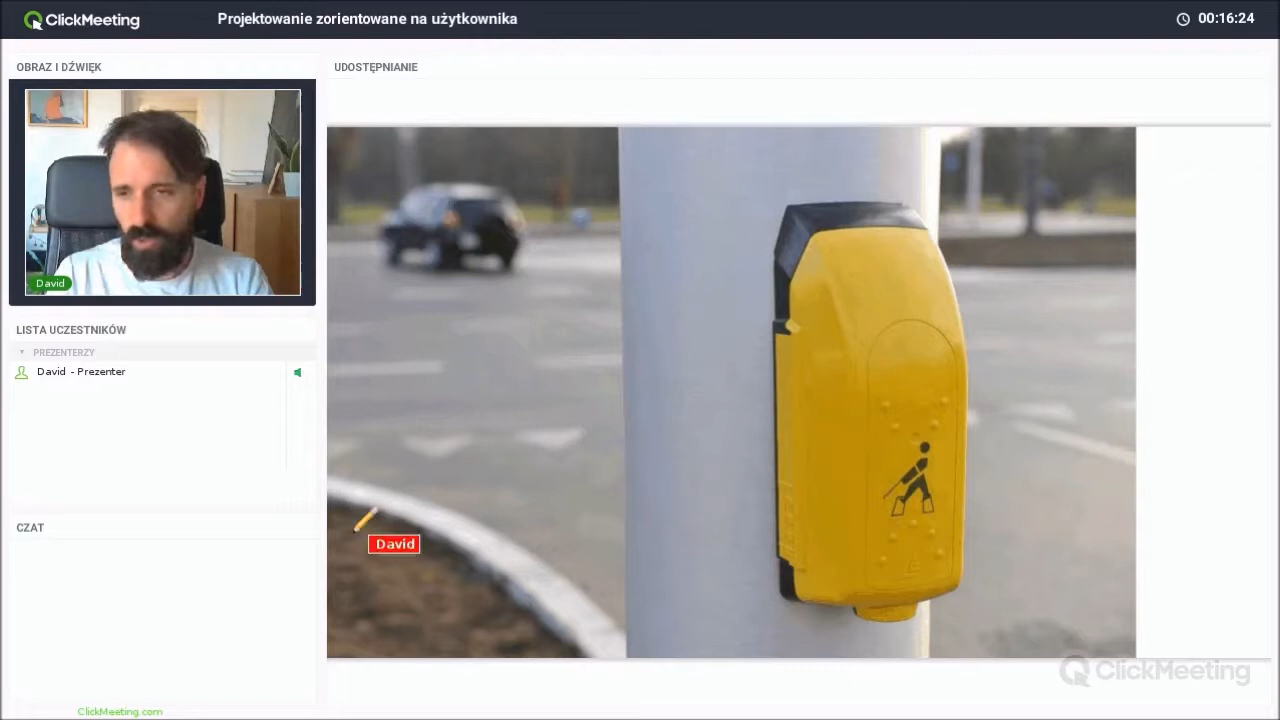 ClickMeeting
Projektowanie zorientowane na użytkownika
00:16:24
OBRAZ I DŹWIĘK
UDOSTĘPNIANIE
David
LISTA UCZESTNIKÓW
PREZENTERZY
David - Prezenter
CZAT
David
ClickMeeting
ClickMeeting.com